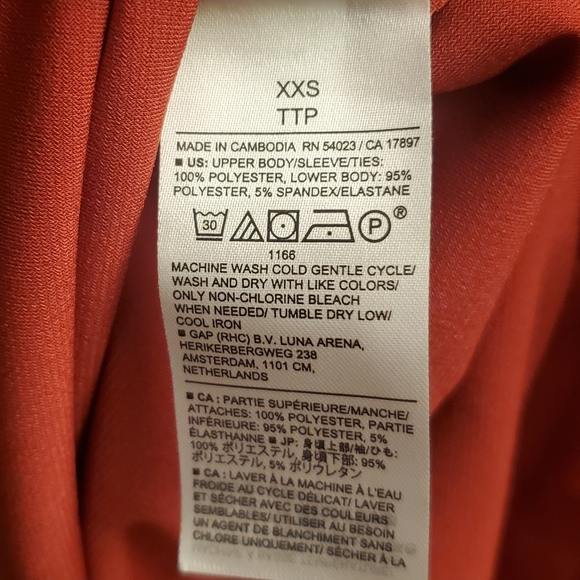 XXS
TTP
MADE IN CAMBODIA RN 54023 / CA 17897
■ US: UPPER BODY/SLEEVE/TIES:
100% POLYESTER, LOWER BODY: 95%
POLYESTER, 5% SPANDEX/ELASTANE
30 P ®
1166
MACHINE WASH COLD GENTLE CYCLE/
WASH AND DRY WITH LIKE COLORS/
ONLY NON-CHLORINE BLEACH
WHEN NEEDED/ TUMBLE DRY LOW/
COOL IRON
■ GAP (RHC) B.V. LUNA ARENA,
HERIKERBERGWEG 238
AMSTERDAM, 1101 CM,
NETHERLANDS
■ CA : PARTIE SUPÉRIEURE/MANCHE/
ATTACHES: 100% POLYESTER, PARTIE
INFÉRIEURE: 95% POLYESTER, 5%
ÉLASTHANNE ■ JP: 身頃上部/袖/ひも:
100% ポリエステル, 身頃下部: 95%
ポリエステル, 5% ポリウレタン
■ CA : LAVER À LA MACHINE À L'EAU
FROIDE AU CYCLE DÉLICAT/ LAVER
ET SÉCHER AVEC DES COULEURS
SEMBLABLES/ UTILISER AU BESOIN
UN AGENT DE BLANCHIMENT SANS
CHLORE UNIQUEMENT/ SÉCHER À LA